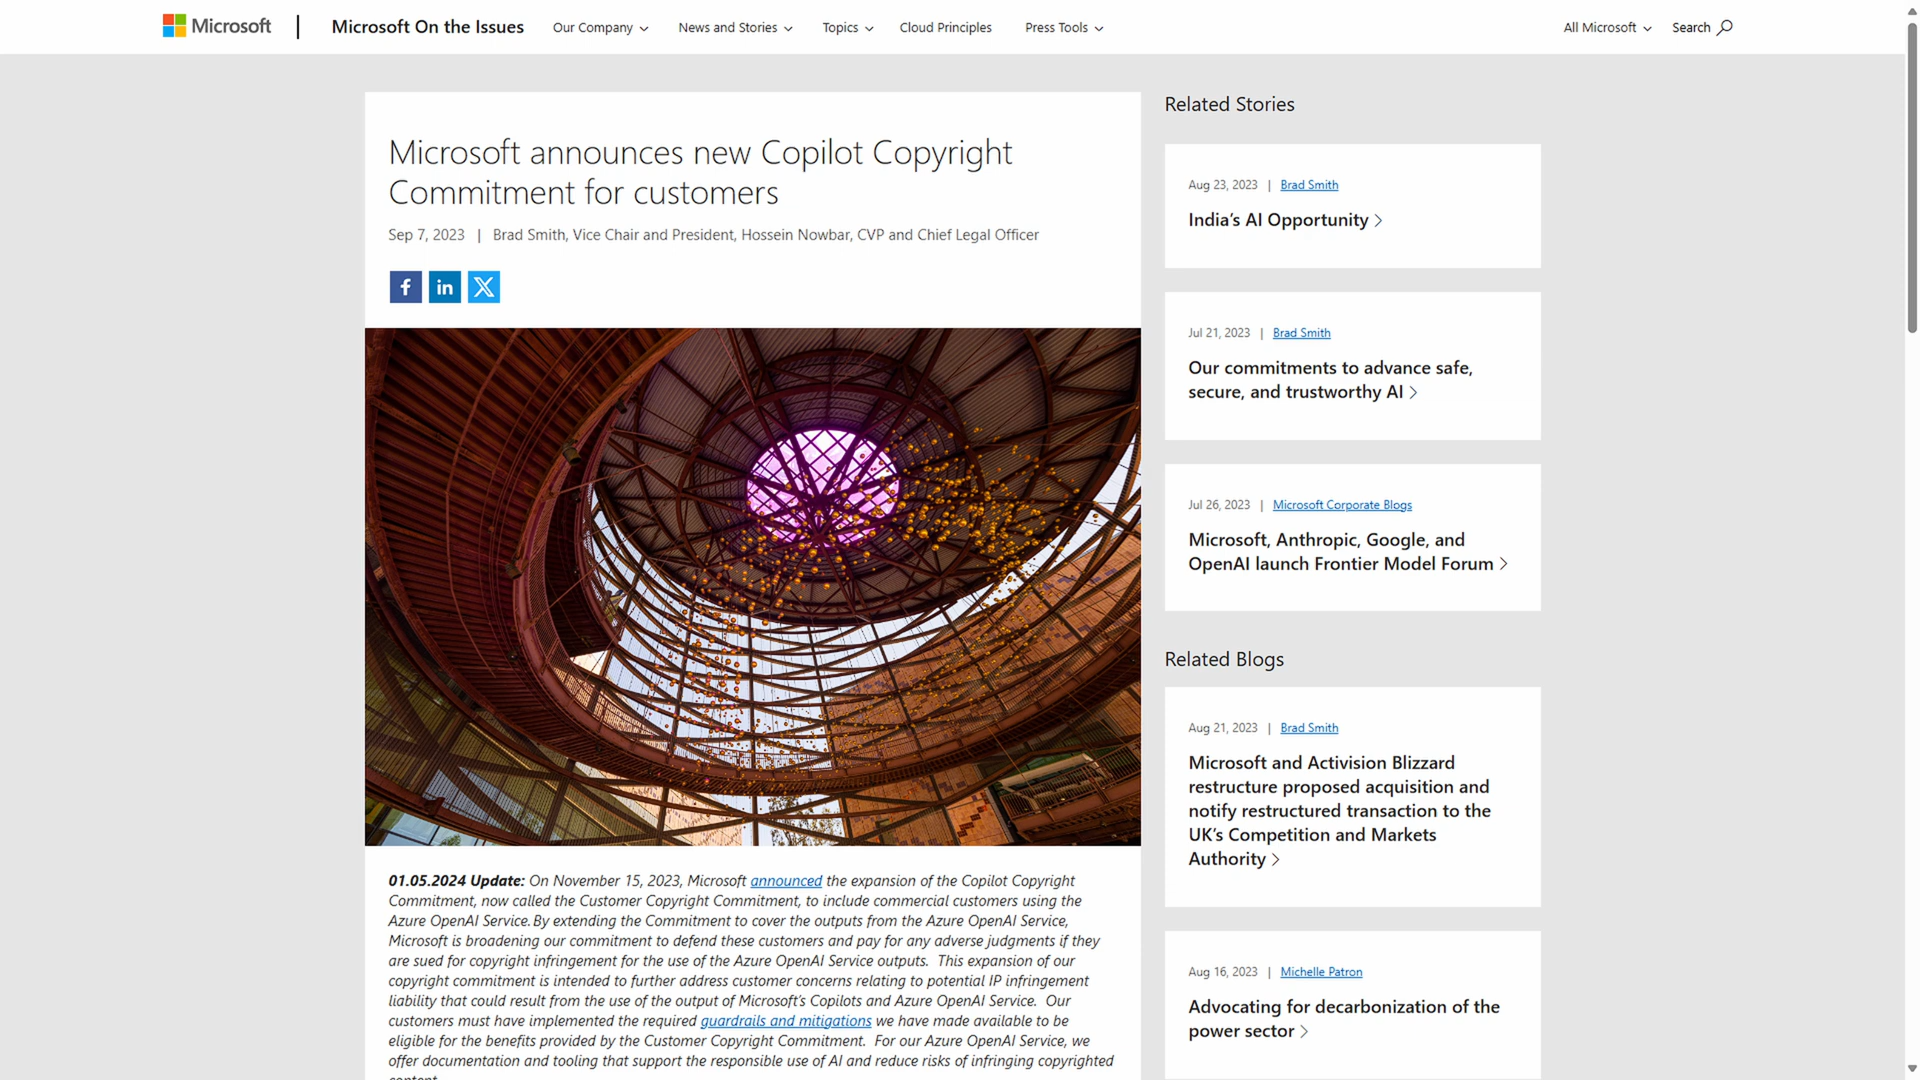 Microsoft
Microsoft On the Issues
Our Company
News and Stories
Topics
Cloud Principles
Press Tools
All Microsoft
Search
Microsoft announces new Copilot Copyright
Commitment for customers
Sep 7, 2023 | Brad Smith, Vice Chair and President, Hossein Nowbar, CVP and Chief Legal Officer
01.05.2024 Update: On November 15, 2023, Microsoft announced the expansion of the Copilot Copyright
Commitment, now called the Customer Copyright Commitment, to include commercial customers using the
Azure OpenAI Service. By extending the Commitment to cover the outputs from the Azure OpenAI Service,
Microsoft is broadening our commitment to defend these customers and pay for any adverse judgments if they
are sued for copyright infringement for the use of the Azure OpenAI Service outputs. This expansion of our
copyright commitment is intended to further address customer concerns relating to potential IP infringement
liability that could result from the use of the output of Microsoft's Copilots and Azure OpenAI Service. Our
customers must have implemented the required guardrails and mitigations we have made available to be
eligible for the benefits provided by the Customer Copyright Commitment. For our Azure OpenAI Service, we
offer documentation and tooling that support the responsible use of AI and reduce risks of infringing copyrighted
Related Stories
Aug 23, 2023 | Brad Smith
India's AI Opportunity
Jul 21, 2023 | Brad Smith
Our commitments to advance safe,
secure, and trustworthy AI
Jul 26, 2023 | Microsoft Corporate Blogs
Microsoft, Anthropic, Google, and
OpenAI launch Frontier Model Forum
Related Blogs
Aug 21, 2023 | Brad Smith
Microsoft and Activision Blizzard
restructure proposed acquisition and
notify restructured transaction to the
UK's Competition and Markets
Authority
Aug 16, 2023 | Michelle Patron
Advocating for decarbonization of the
power sector